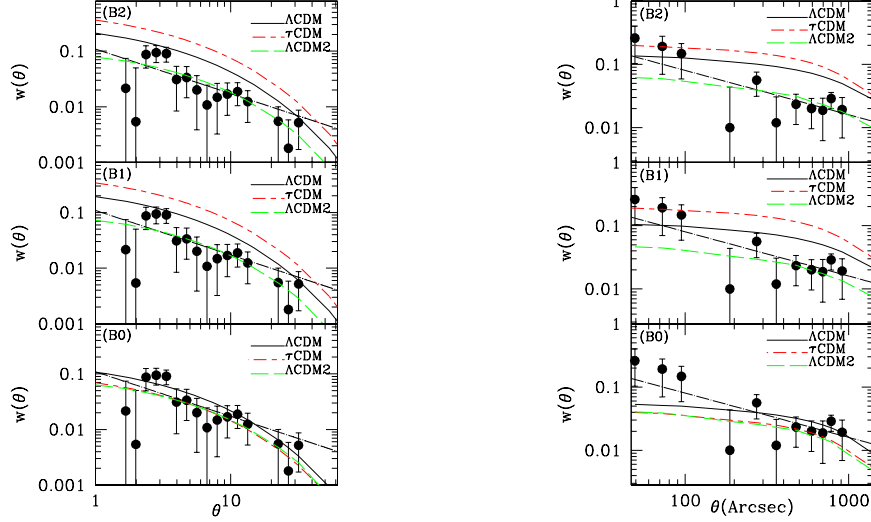 (B2)
ΛCDM
τCDM
ΛCDM2
w(θ)
0.1
0.01
0.001
(B1)
ΛCDM
τCDM
ΛCDM2
w(θ)
0.1
0.01
0.001
(B0)
ΛCDM
τCDM
ΛCDM2
w(θ)
0.1
0.01
0.001
1
10
θ
1
(B2)
ΛCDM
τCDM
ΛCDM2
w(θ)
0.1
0.01
1
(B1)
ΛCDM
τCDM
ΛCDM2
w(θ)
0.1
0.01
1
(B0)
ΛCDM
τCDM
ΛCDM2
w(θ)
0.1
0.01
100
1000
θ(Arcsec)